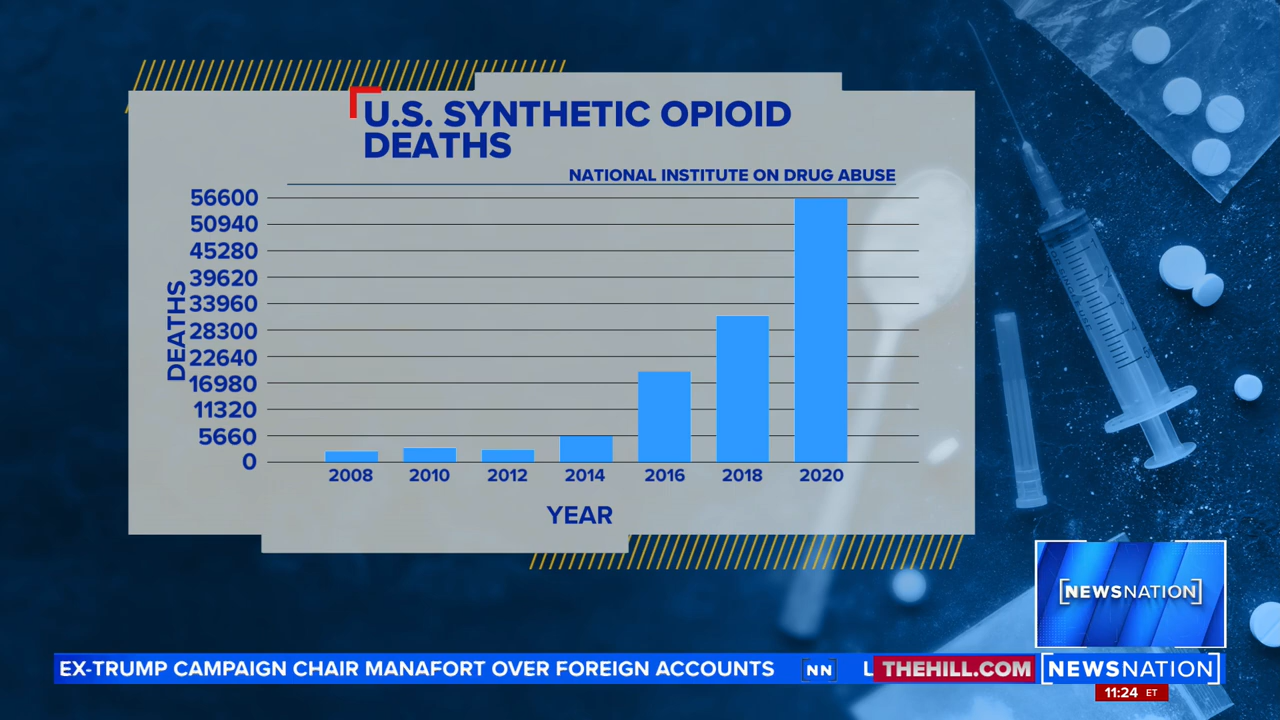 U.S. SYNTHETIC OPIOID
DEATHS
NATIONAL INSTITUTE ON DRUG ABUSE
56600
50940
45280
39620
33960
28300
22640
16980
11320
5660
0
DEATHS
2008 2010 2012 2014 2016 2018 2020
YEAR
[NEWSNATION]
EX-TRUMP CAMPAIGN CHAIR MANAFORT OVER FOREIGN ACCOUNTS [NN] L THEHILL.COM [NEWSNATION]
11:24 ET